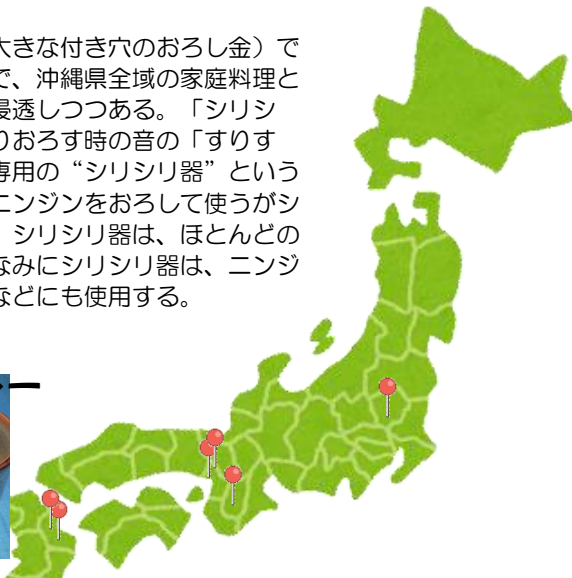 大きな付き穴のおろし金）で
で、沖縄県全域の家庭料理と
浸透しつつある。「シリシ
りおろす時の音の「すりす
専用の“シリシリ器”という
ニンジンをおろして使うがシ
シリシリ器は、ほとんどの
なみにシリシリ器は、ニンジ
などにも使用する。
ー